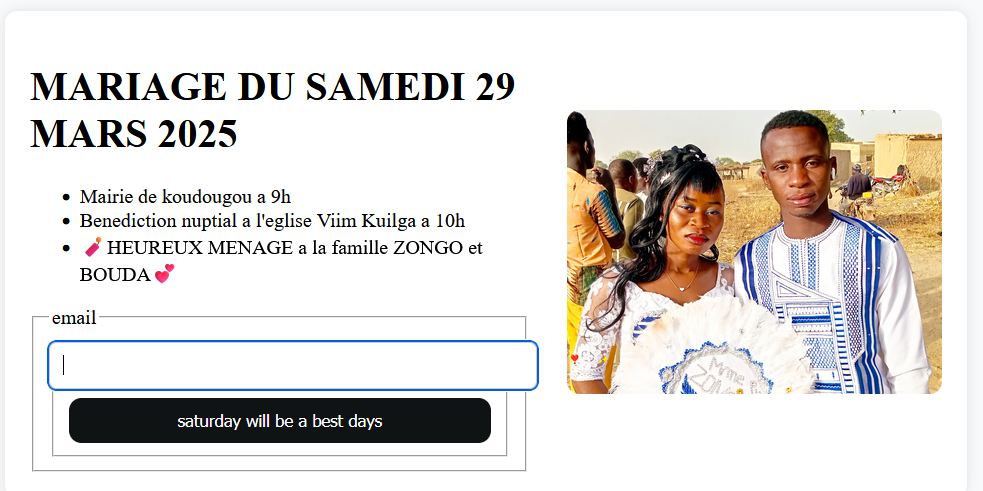 MARIAGE DU SAMEDI 29
MARS 2025
Mairie de koudougou a 9h
Benediction nuptial a l'eglise Viim Kuilga a 10h
🧨HEUREUX MENAGE a la famille ZONGO et
BOUDA💕
email
saturday will be a best days
Mme
ZON